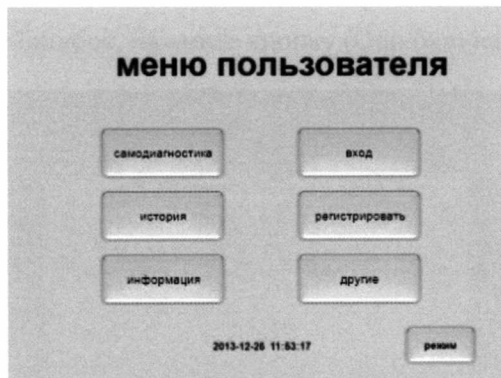 меню пользователя
самодиагностика
вход
история
регистрировать
информация
другие
2013-12-26 11:53:17
режим